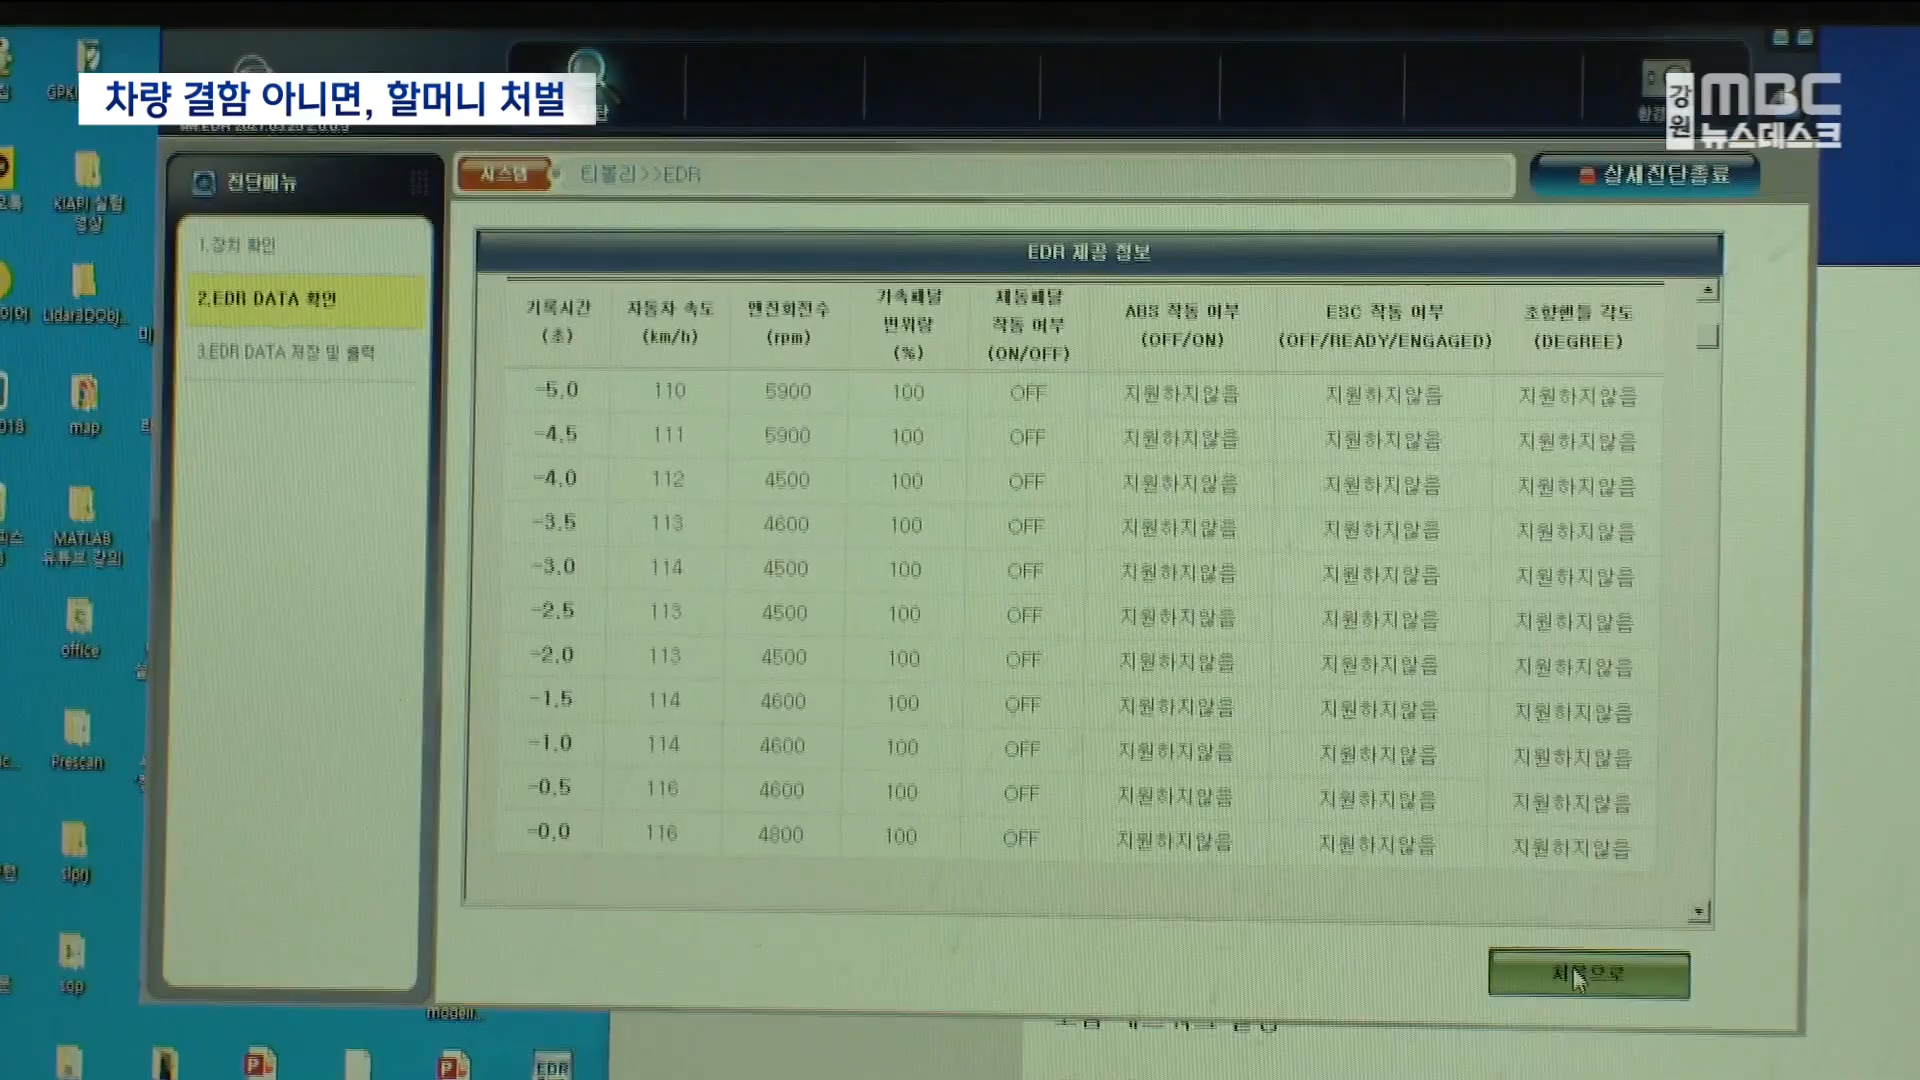 차량 결함 아니면, 할머니 처벌
강원 MBC
뉴스데스크
진단메뉴
시스템 티볼리>>EDR
상세진단종료
1.장치 확인
2.EDR DATA 확인
3.EDR DATA 저장 및 출력
EDR 제공 정보
기록시간 (초) 자동차 속도 (km/h) 엔진회전수 (rpm) 가속페달 변위량 (%) 제동페달 작동 여부 (ON/OFF) ABS 작동 여부 (OFF/ON) ESC 작동 여부 (OFF/READY/ENGAGED) 조향핸들 각도 (DEGREE)
-5,0 110 5900 100 OFF 지원하지않음 지원하지않음 지원하지않음
-4,5 111 5900 100 OFF 지원하지않음 지원하지않음 지원하지않음
-4,0 112 4500 100 OFF 지원하지않음 지원하지않음 지원하지않음
-3,5 113 4600 100 OFF 지원하지않음 지원하지않음 지원하지않음
-3,0 114 4500 100 OFF 지원하지않음 지원하지않음 지원하지않음
-2,5 113 4500 100 OFF 지원하지않음 지원하지않음 지원하지않음
-2,0 113 4500 100 OFF 지원하지않음 지원하지않음 지원하지않음
-1,5 114 4600 100 OFF 지원하지않음 지원하지않음 지원하지않음
-1,0 114 4600 100 OFF 지원하지않음 지원하지않음 지원하지않음
-0,5 116 4600 100 OFF 지원하지않음 지원하지않음 지원하지않음
-0,0 116 4800 100 OFF 지원하지않음 지원하지않음 지원하지않음
처음으로
KIAPI 실험
영상
Lidar3DObj...
map
MATLAB
유튜브 강의
office
Prescan
slprj
sop
EDR